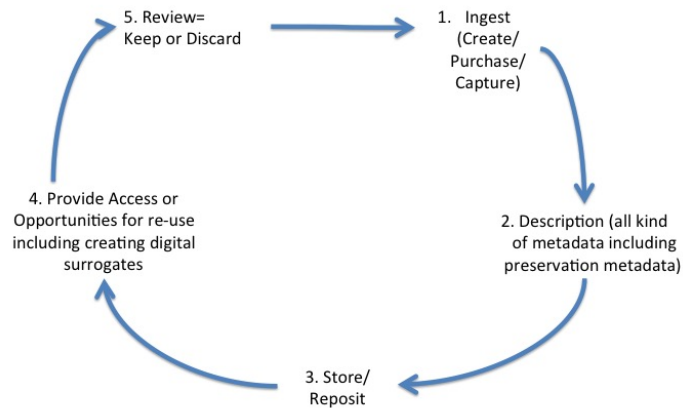 5. Review=
Keep or Discard
1. Ingest
(Create/
Purchase/
Capture)
2. Description (all kind
of metadata including
preservation metadata)
3. Store/
Reposit
4. Provide Access or
Opportunities for re-use
including creating digital
surrogates